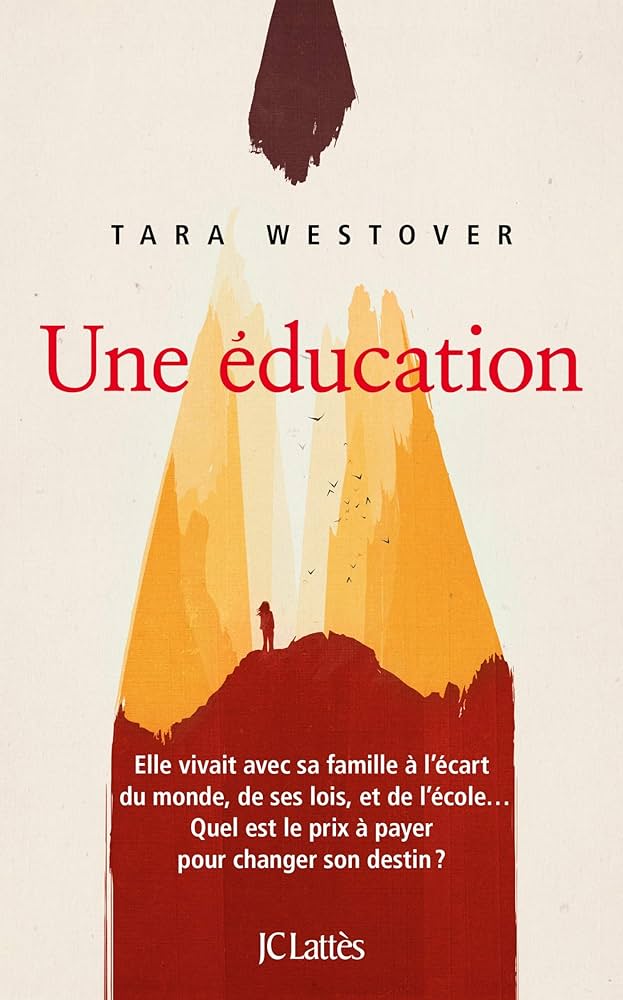 TARA WESTOVER
Une éducation
Elle vivait avec sa famille à l'écart
du monde, de ses lois, et de l'école…
Quel est le prix à payer
pour changer son destin ?
JC Lattès